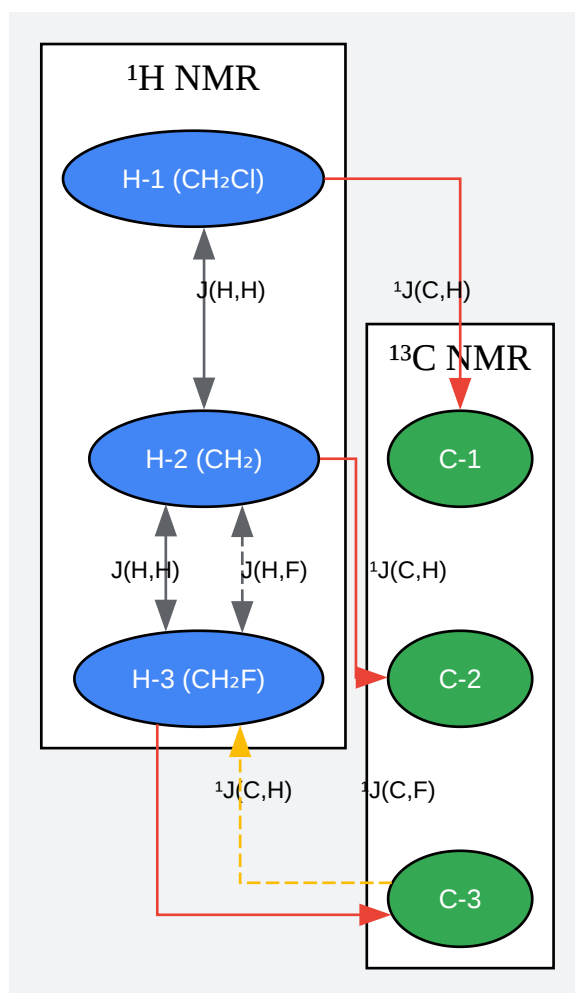 ¹H NMR
H-1 (CH₂Cl)
J(H,H)
¹J(C,H)
¹³C NMR
H-2 (CH₂)
C-1
J(H,H)
J(H,F)
¹J(C,H)
H-3 (CH₂F)
C-2
¹J(C,H)
¹J(C,F)
C-3